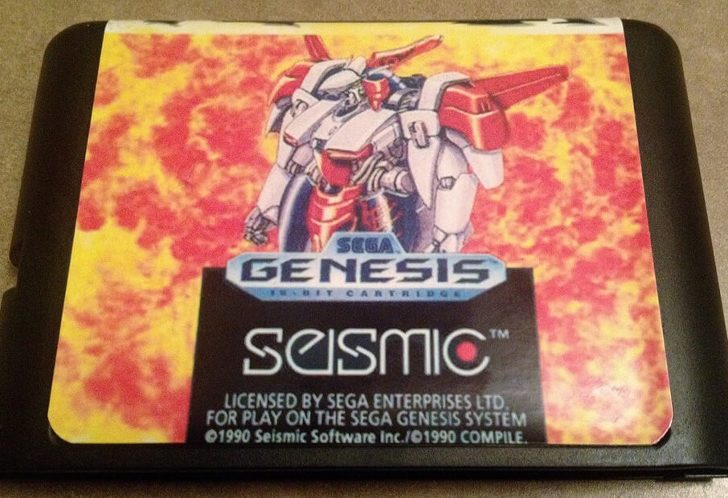 SEGA
GENESIS
16-BIT CARTRIDGE
SEISMIC™
LICENSED BY SEGA ENTERPRISES LTD.
FOR PLAY ON THE SEGA GENESIS SYSTEM
©1990 Seismic Software Inc./©1990 COMPILE.